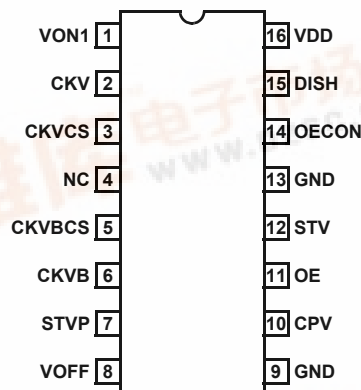 VON1 1 16 VDD
CKV 2 15 DISH
CKVCS 3 14 OECON
NC 4 13 GND
CKVBCS 5 12 STV
CKVB 6 11 OE
STVP 7 10 CPV
VOFF 8 9 GND